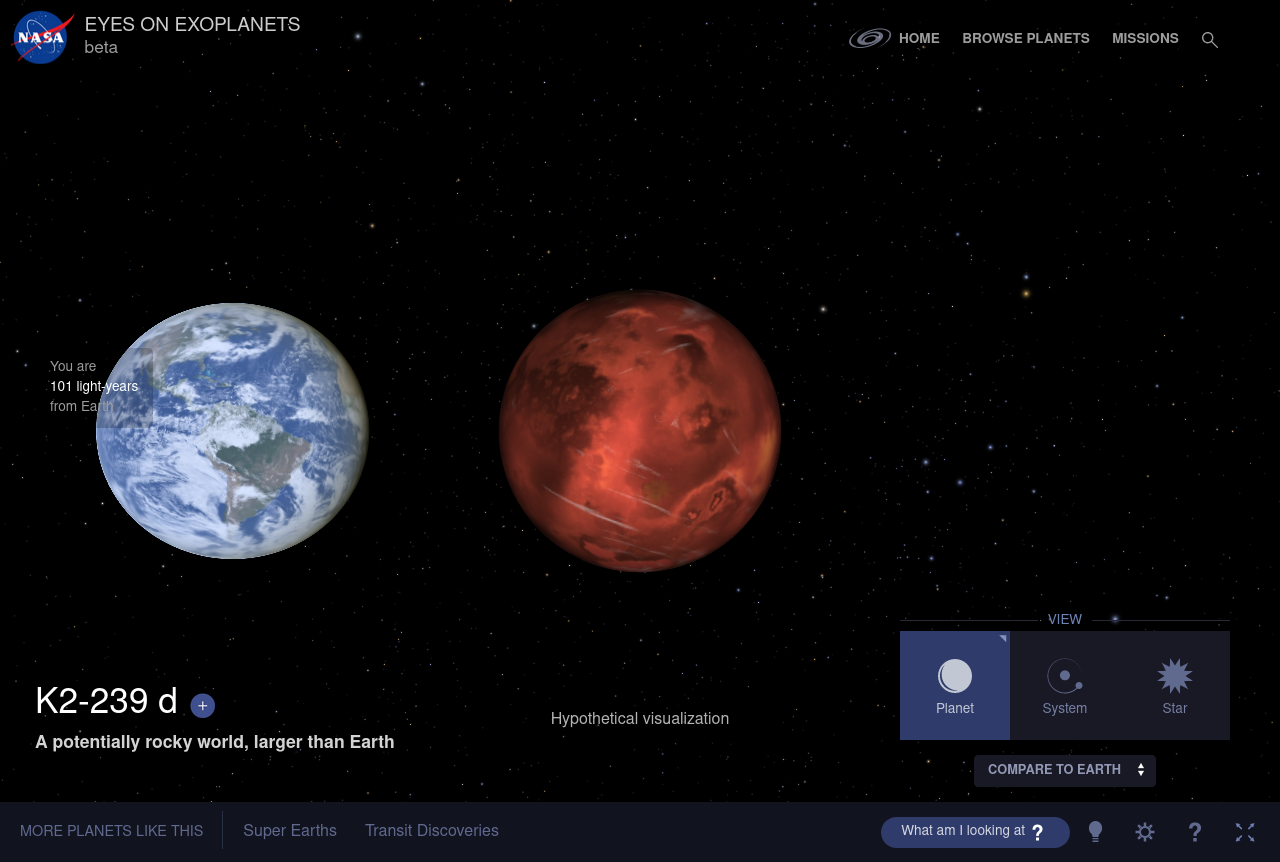 NASA
EYES ON EXOPLANETS
beta
HOME
BROWSE PLANETS
MISSIONS
You are
101 light-years
from Earth
VIEW
Planet
System
Star
K2-239 d
+
A potentially rocky world, larger than Earth
Hypothetical visualization
COMPARE TO EARTH
MORE PLANETS LIKE THIS
Super Earths
Transit Discoveries
What am I looking at ?
?